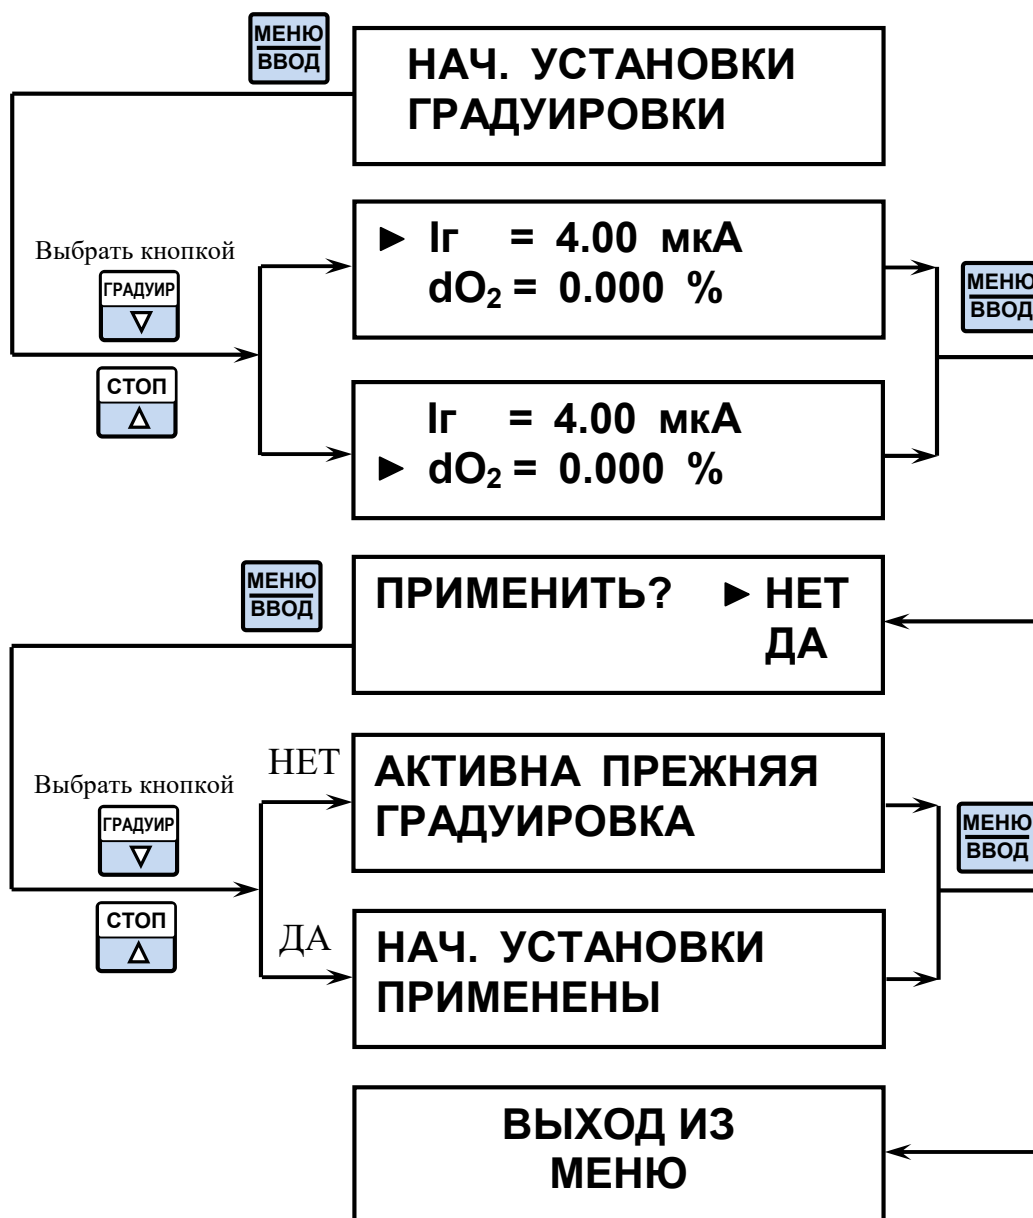 МЕНЮ
ВВОД
НАЧ. УСТАНОВКИ
ГРАДУИРОВКИ
Выбрать кнопкой
ГРАДУИР
СТОП
► Iг = 4.00 мкА
dO₂ = 0.000 %
МЕНЮ
ВВОД
Iг = 4.00 мкА
► dO₂ = 0.000 %
МЕНЮ
ВВОД
ПРИМЕНИТЬ? ► НЕТ
ДА
Выбрать кнопкой
ГРАДУИР
СТОП
НЕТ
АКТИВНА ПРЕЖНЯЯ
ГРАДУИРОВКА
МЕНЮ
ВВОД
ДА
НАЧ. УСТАНОВКИ
ПРИМЕНЕНЫ
ВЫХОД ИЗ
МЕНЮ